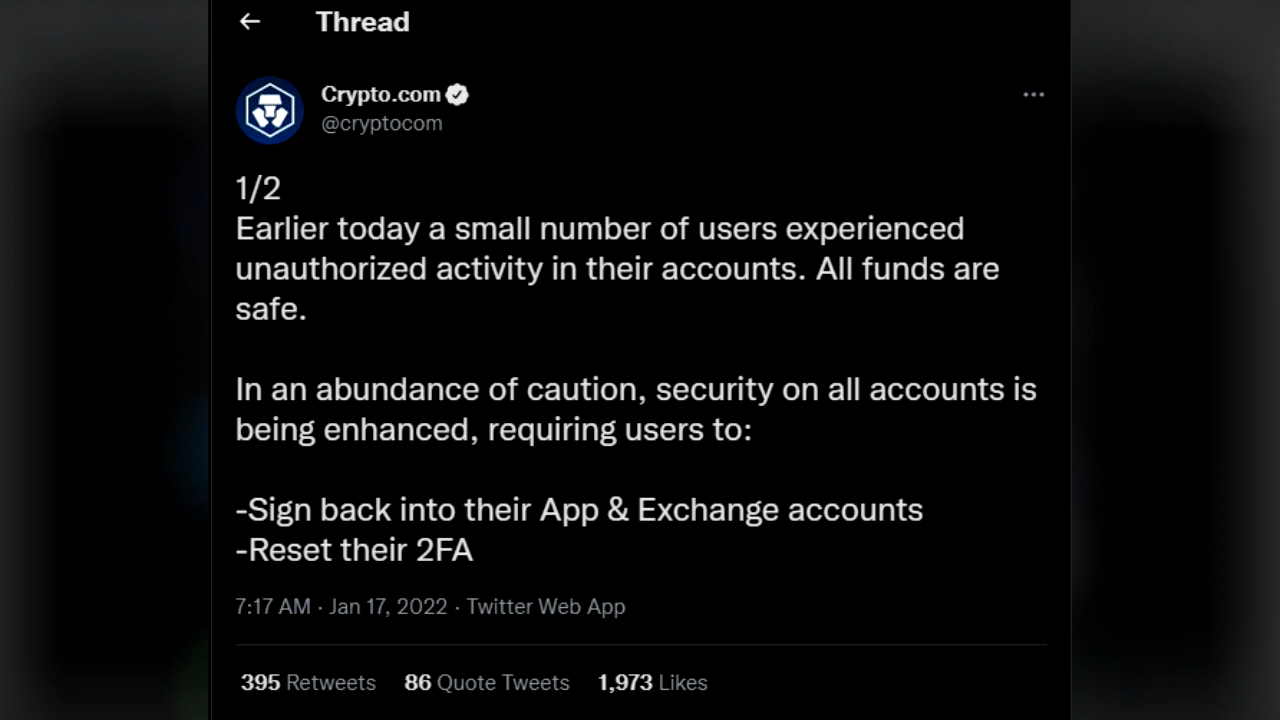 Thread
Crypto.com
@cryptocom
1/2
Earlier today a small number of users experienced
unauthorized activity in their accounts. All funds are
safe.
In an abundance of caution, security on all accounts is
being enhanced, requiring users to:
-Sign back into their App & Exchange accounts
-Reset their 2FA
7:17 AM · Jan 17, 2022 · Twitter Web App
395 Retweets 86 Quote Tweets 1,973 Likes